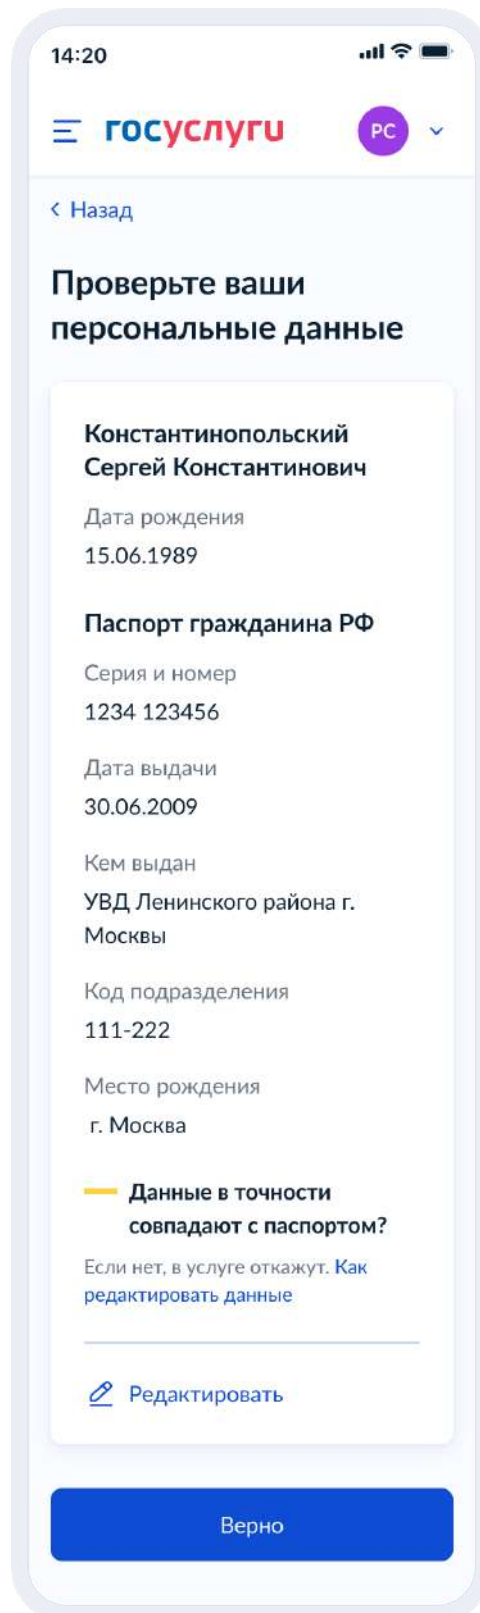 14:20
госуслуги
РС
Назад
Проверьте ваши
персональные данные
Константинопольский
Сергей Константинович
Дата рождения
15.06.1989
Паспорт гражданина РФ
Серия и номер
1234 123456
Дата выдачи
30.06.2009
Кем выдан
УВД Ленинского района г.
Москвы
Код подразделения
111-222
Место рождения
г. Москва
Данные в точности
совпадают с паспортом?
Если нет, в услуге откажут. Как
редактировать данные
Редактировать
Верно